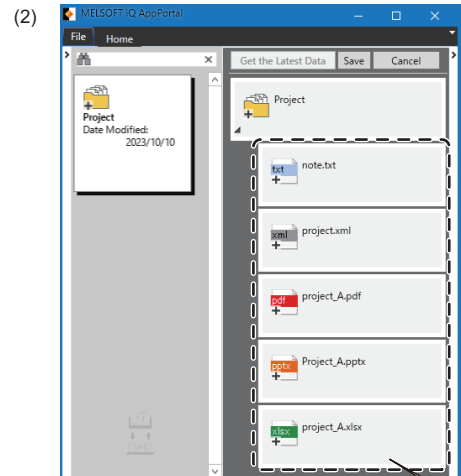 (2)
MELSOFT iQ AppPortal
File Home
Get the Latest Data Save Cancel
Project
Date Modified:
2023/10/10
Project
txt note.txt
xml project.xml
pdf project_A.pdf
pptx Project_A.pptx
xlsx project_A.xlsx